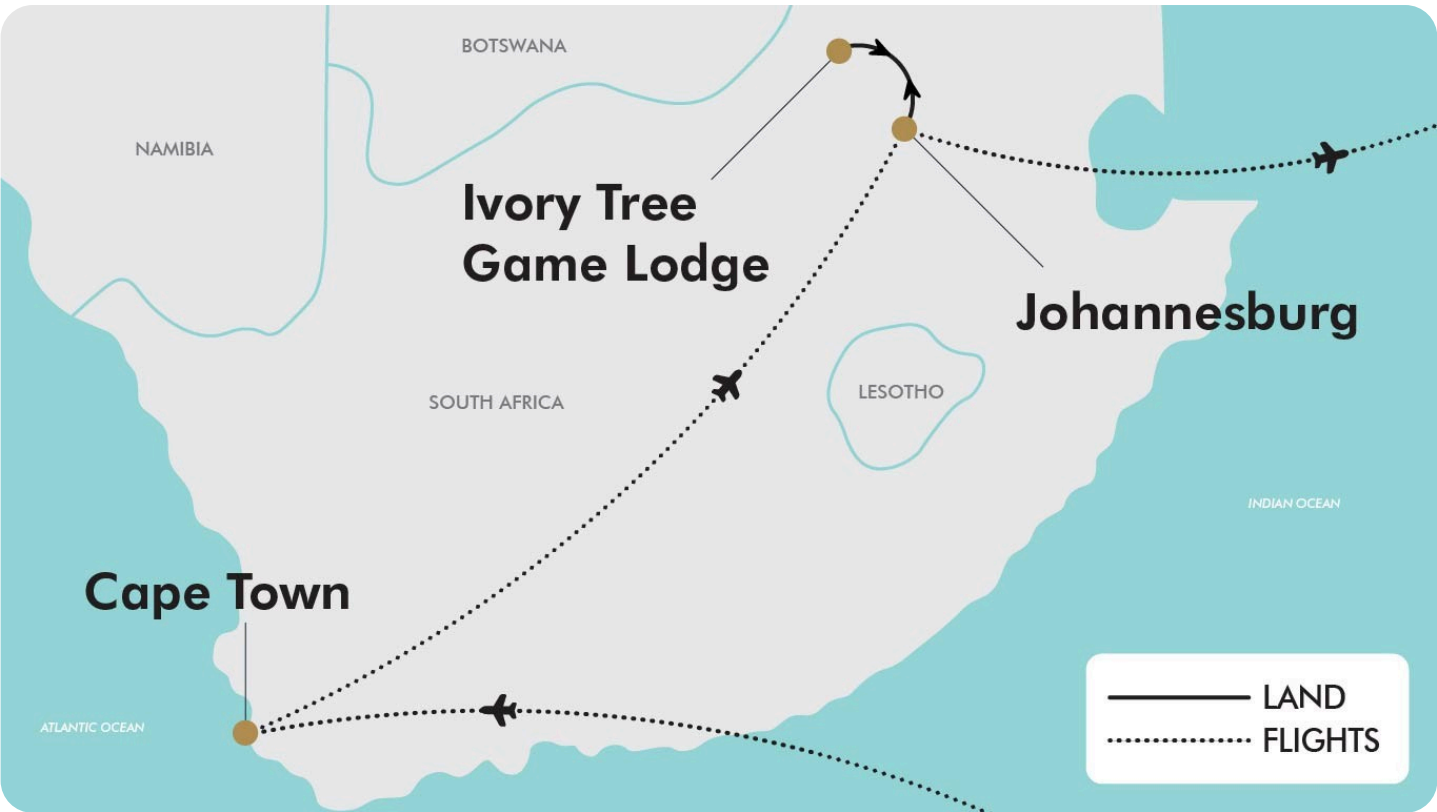 BOTSWANA
NAMIBIA
Ivory Tree
Game Lodge
Johannesburg
SOUTH AFRICA
LESOTHO
INDIAN OCEAN
Cape Town
ATLANTIC OCEAN
LAND
FLIGHTS